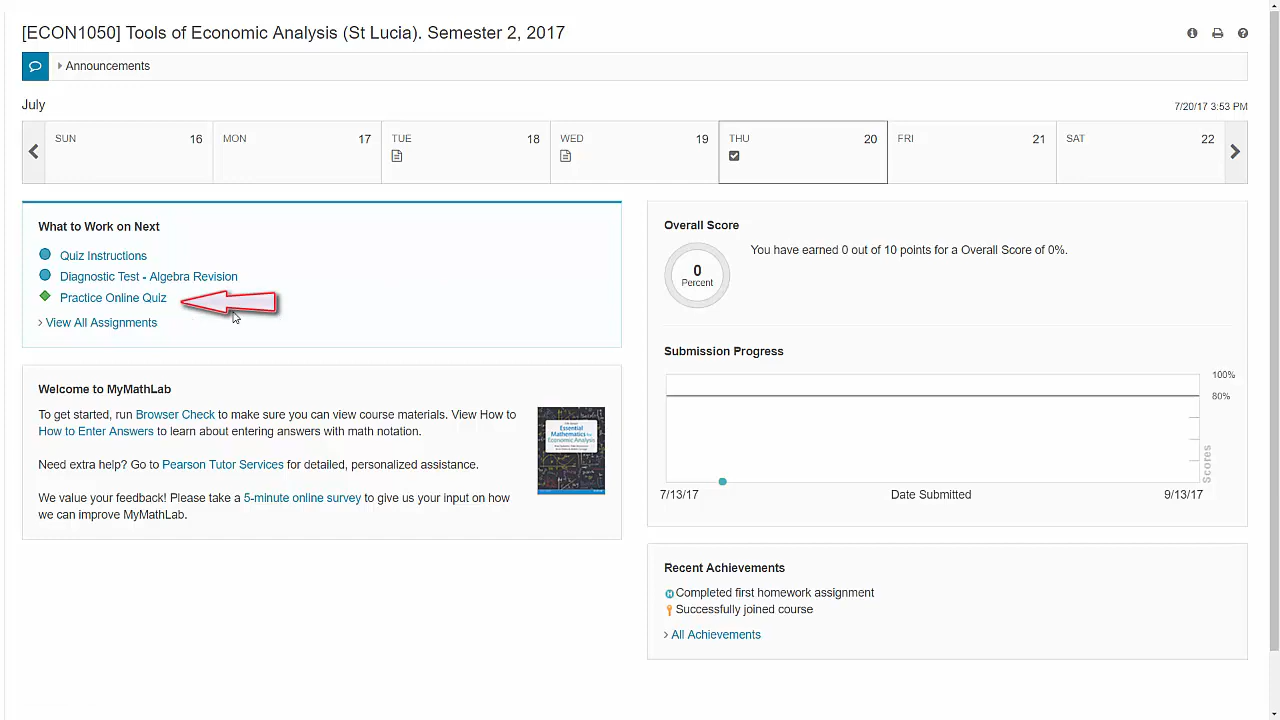 [ECON1050] Tools of Economic Analysis (St Lucia). Semester 2, 2017
Announcements
July
7/20/17 3:53 PM
SUN 16
MON 17
TUE 18
WED 19
THU 20
FRI 21
SAT 22
What to Work on Next
Quiz Instructions
Diagnostic Test - Algebra Revision
Practice Online Quiz
View All Assignments
Welcome to MyMathLab
To get started, run Browser Check to make sure you can view course materials. View How to
How to Enter Answers to learn about entering answers with math notation.
Need extra help? Go to Pearson Tutor Services for detailed, personalized assistance.
We value your feedback! Please take a 5-minute online survey to give us your input on how
we can improve MyMathLab.
Essential
Mathematics for
Economic Analysis
Overall Score
0
Percent
You have earned 0 out of 10 points for a Overall Score of 0%.
Submission Progress
100%
80%
Scores
7/13/17
Date Submitted
9/13/17
Recent Achievements
Completed first homework assignment
Successfully joined course
All Achievements